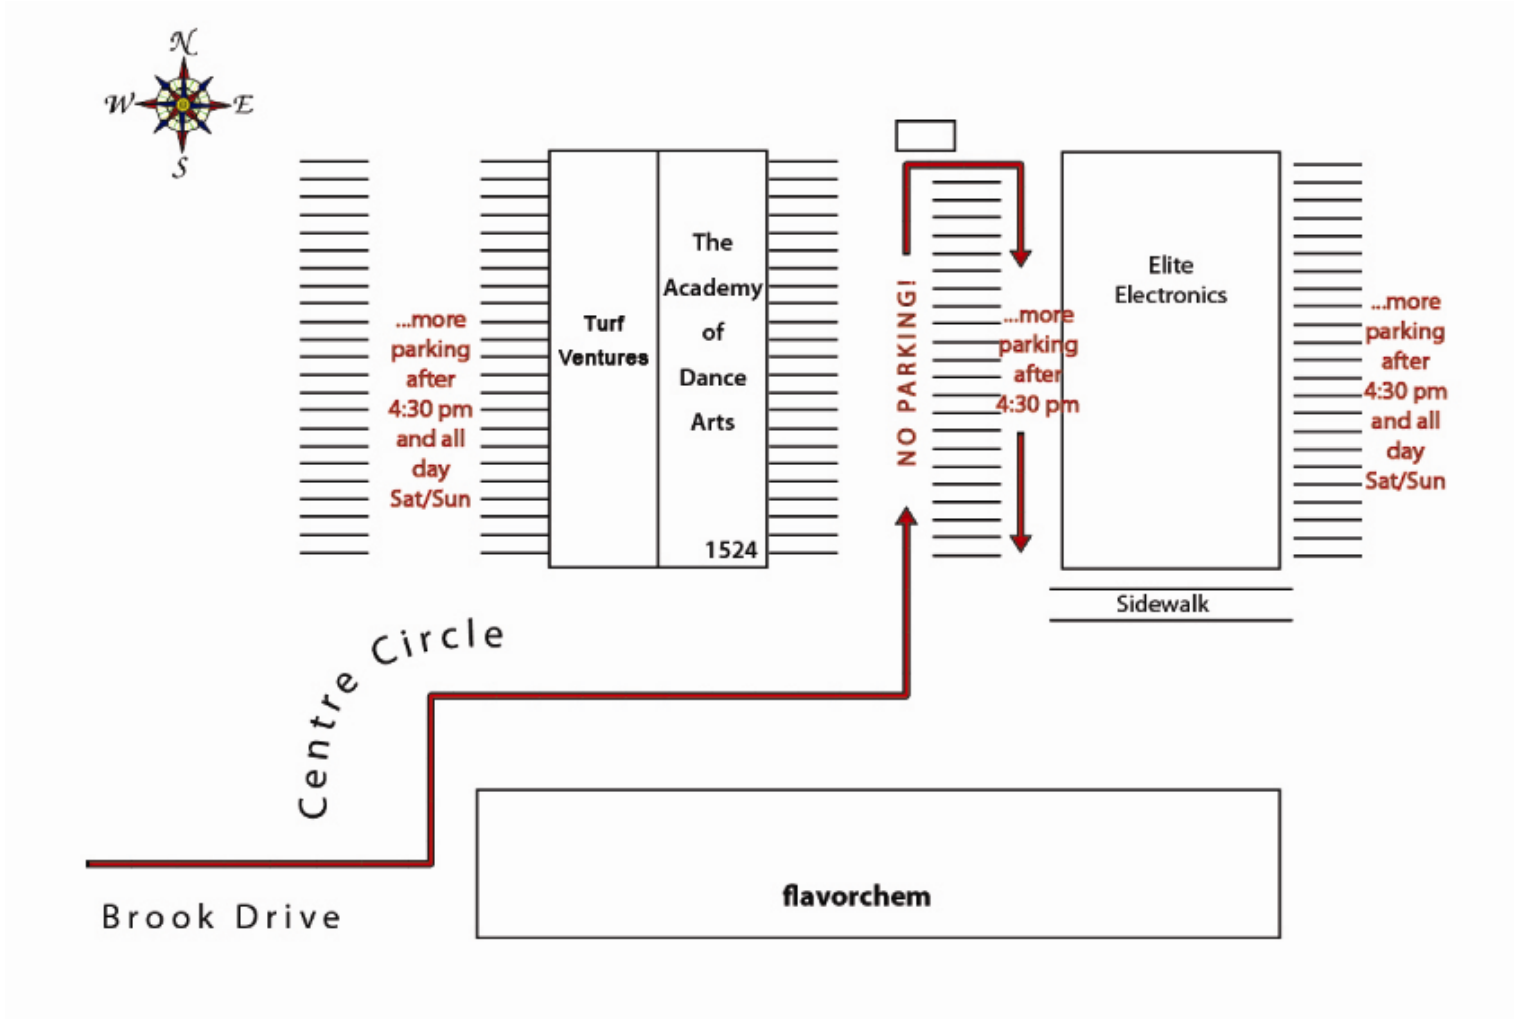 N
W
E
S
...more
parking
after
4:30 pm
and all
day
Sat/Sun
Turf
Ventures
The
Academy
of
Dance
Arts
1524
NO PARKING!
...more
parking
after
4:30 pm
Elite
Electronics
...more
parking
after
4:30 pm
and all
day
Sat/Sun
Sidewalk
Centre Circle
Brook Drive
flavorchem